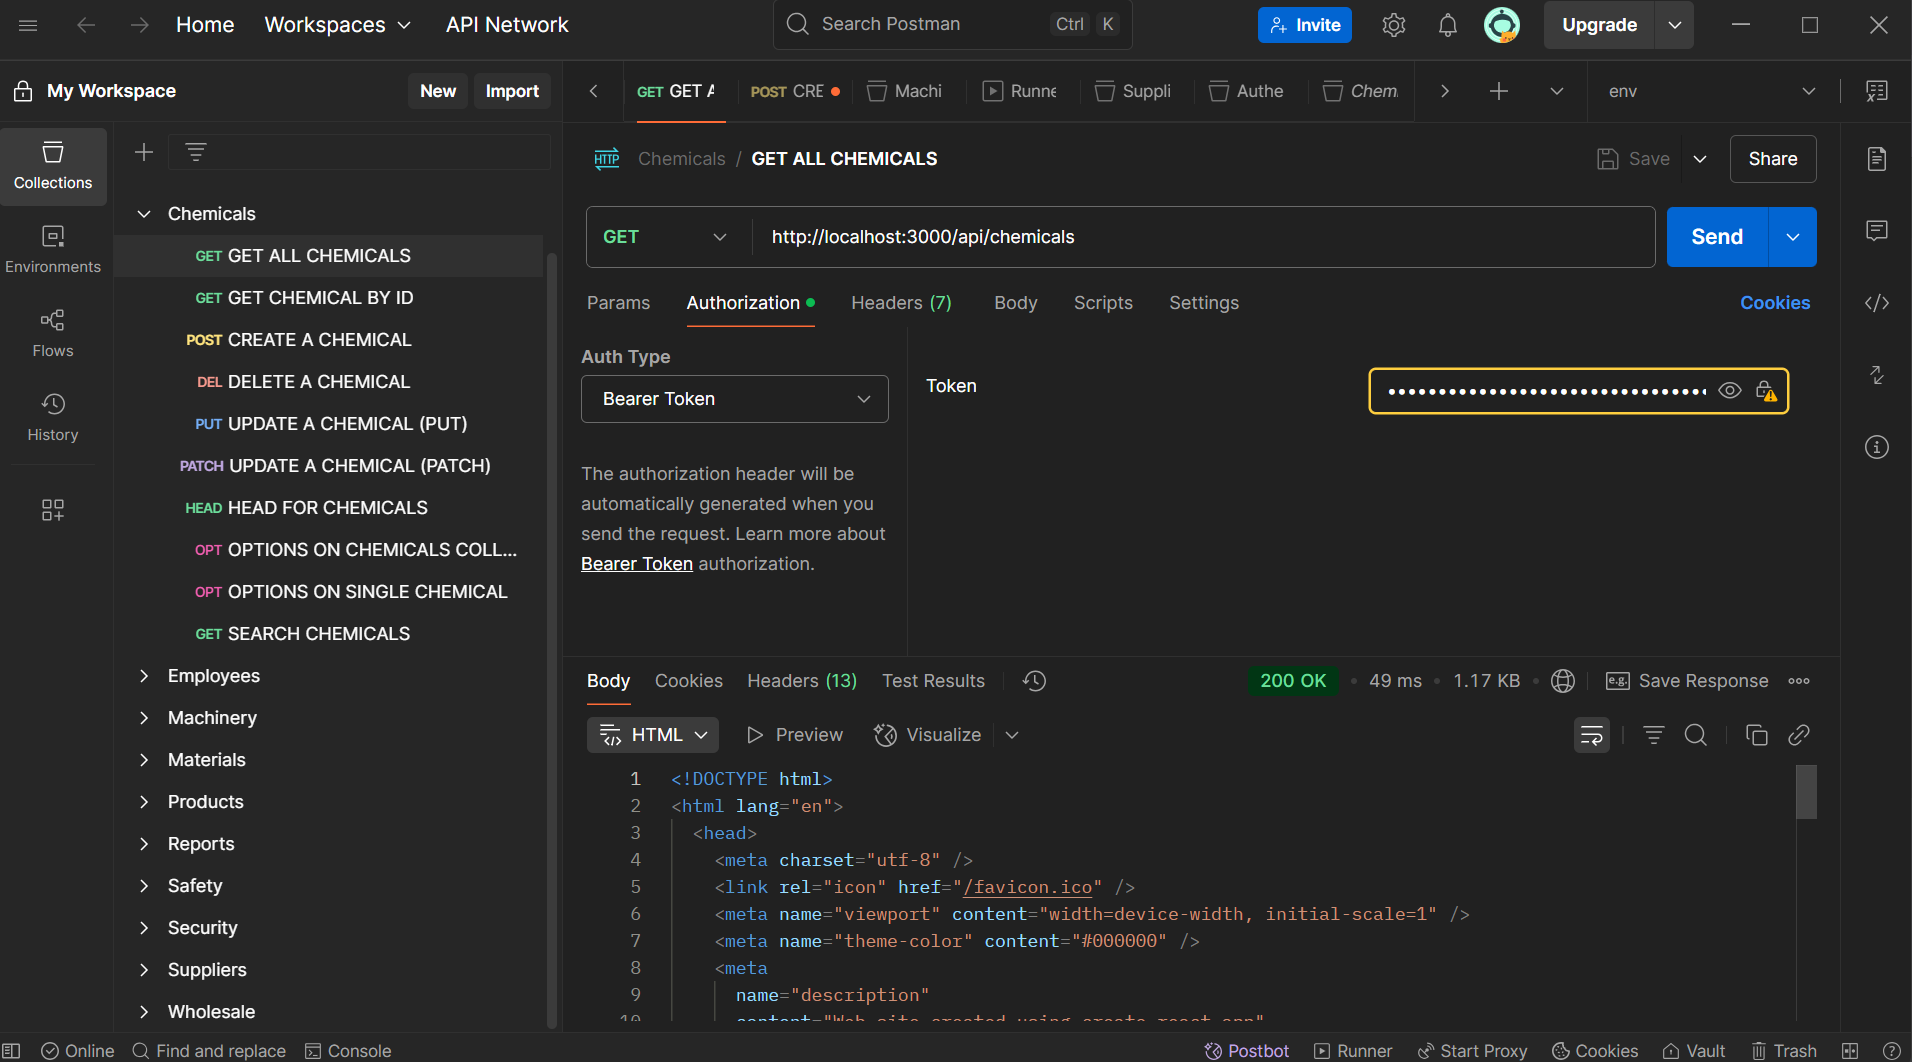 Home
Workspaces
API Network
Search Postman
Ctrl K
Invite
Upgrade
My Workspace
New
Import
GET GET A
POST CRE
Machi
Runne
Suppli
Authe
Chem
env
Collections
Environments
Flows
History
Chemicals
GET GET ALL CHEMICALS
GET GET CHEMICAL BY ID
POST CREATE A CHEMICAL
DEL DELETE A CHEMICAL
PUT UPDATE A CHEMICAL (PUT)
PATCH UPDATE A CHEMICAL (PATCH)
HEAD HEAD FOR CHEMICALS
OPT OPTIONS ON CHEMICALS COLL...
OPT OPTIONS ON SINGLE CHEMICAL
GET SEARCH CHEMICALS
Employees
Machinery
Materials
Products
Reports
Safety
Security
Suppliers
Wholesale
HTTP Chemicals / GET ALL CHEMICALS
Save
Share
GET
http://localhost:3000/api/chemicals
Send
Params
Authorization
Headers (7)
Body
Scripts
Settings
Cookies
Auth Type
Bearer Token
Token
The authorization header will be
automatically generated when you
send the request. Learn more about
Bearer Token authorization.
Body
Cookies
Headers (13)
Test Results
200 OK
49 ms
1.17 KB
e.g. Save Response
HTML
Preview
Visualize
1 <!DOCTYPE html>
2 <html lang="en">
3 <head>
4 <meta charset="utf-8" />
5 <link rel="icon" href="/favicon.ico" />
6 <meta name="viewport" content="width=device-width, initial-scale=1" />
7 <meta name="theme-color" content="#000000" />
8 <meta
9 name="description"
10 content="Web site created using create-react-app"
Online
Find and replace
Console
Postbot
Runner
Start Proxy
Cookies
Vault
Trash